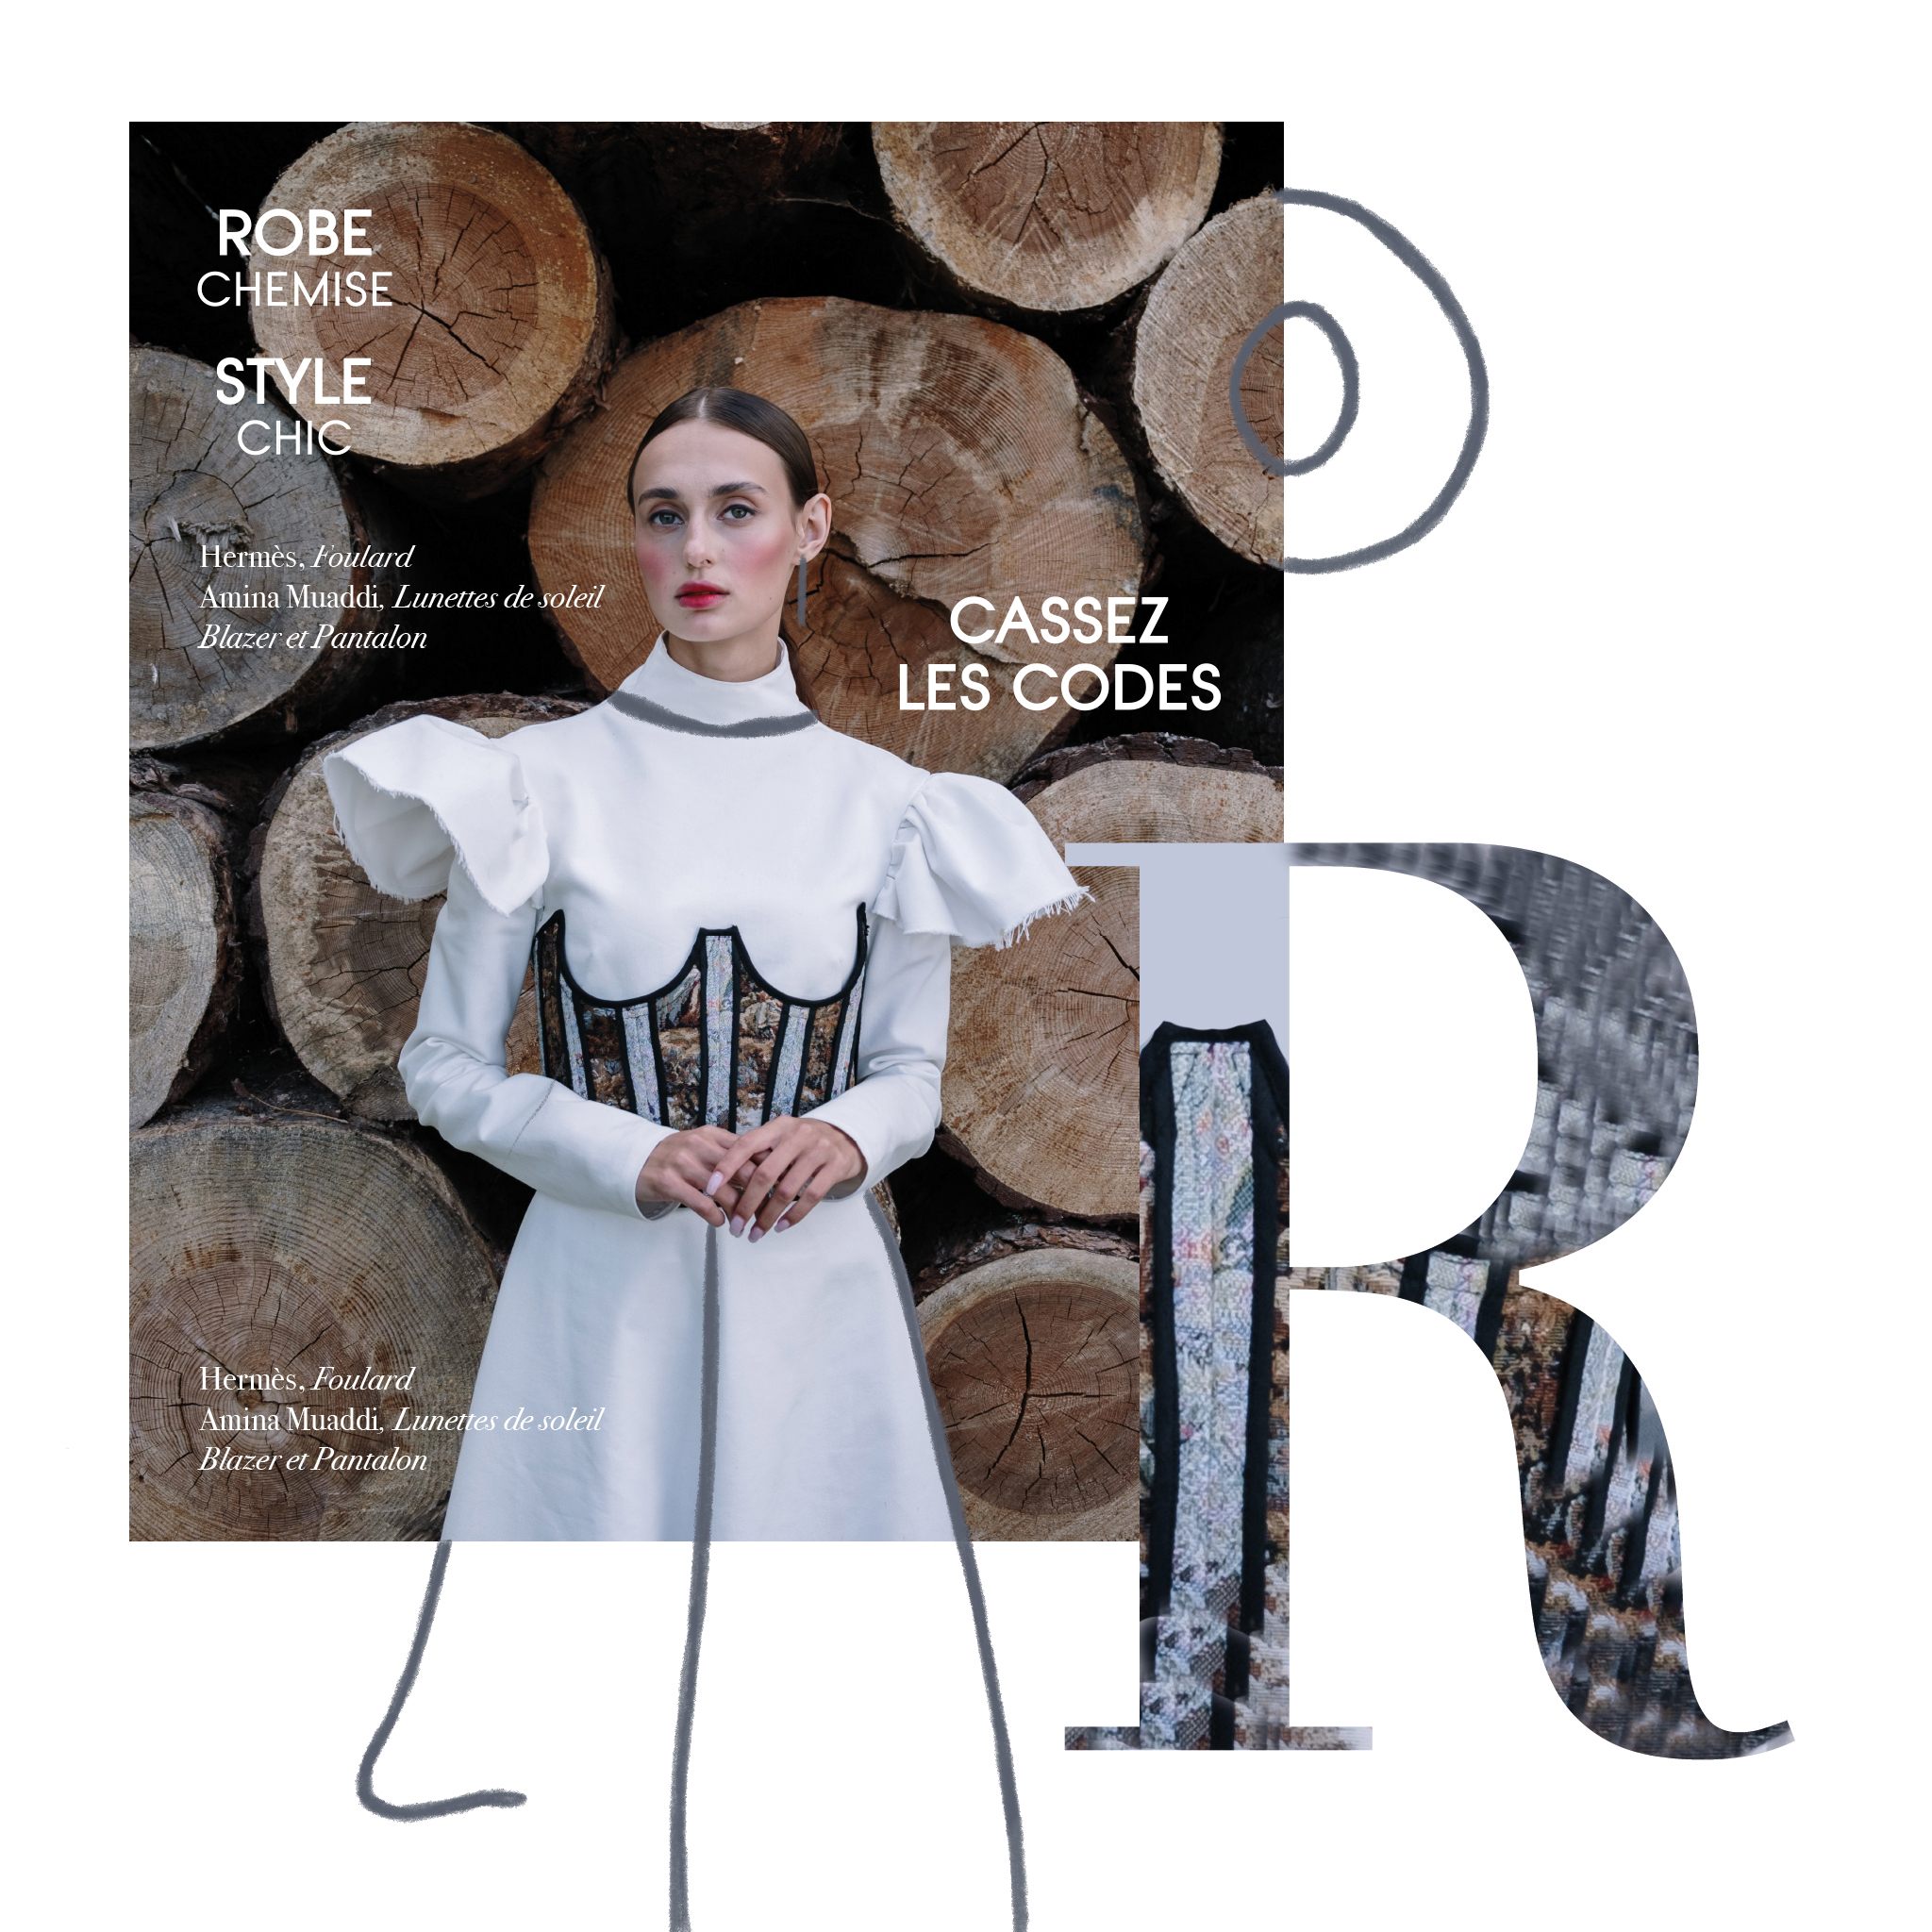 ROBE
CHEMISE
STYLE
CHIC
Hermès, Foulard
Amina Muaddi, Lunettes de soleil
Blazer et Pantalon
CASSEZ
LES CODES
R
Hermès, Foulard
Amina Muaddi, Lunettes de soleil
Blazer et Pantalon